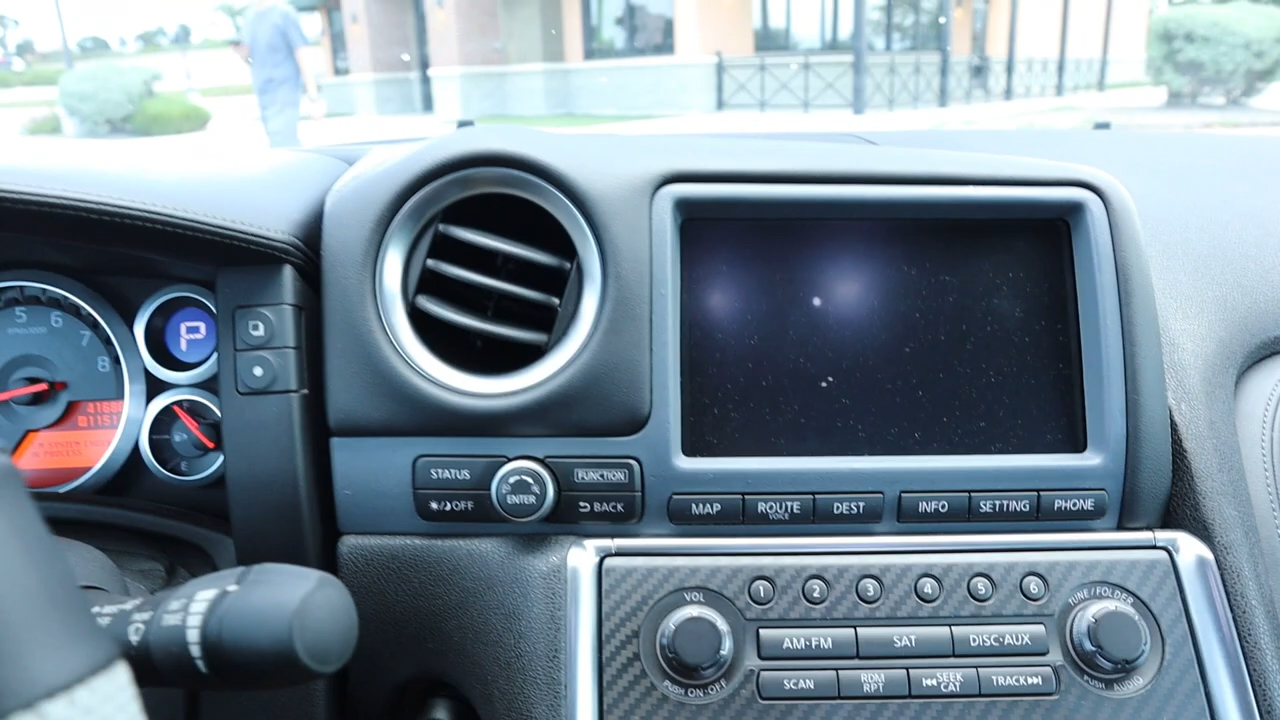 5 6 7 8
P
E
STATUS
ENTER
FUNCTION
OFF
BACK
MAP
ROUTE
VOICE
DEST
INFO
SETTING
PHONE
VOL
PUSH ON·OFF
1 2 3 4 5 6
TUNE/FOLDER
PUSH AUDIO
AM·FM
SAT
DISC·AUX
SCAN
RDM
RPT
SEEK
CAT
TRACK